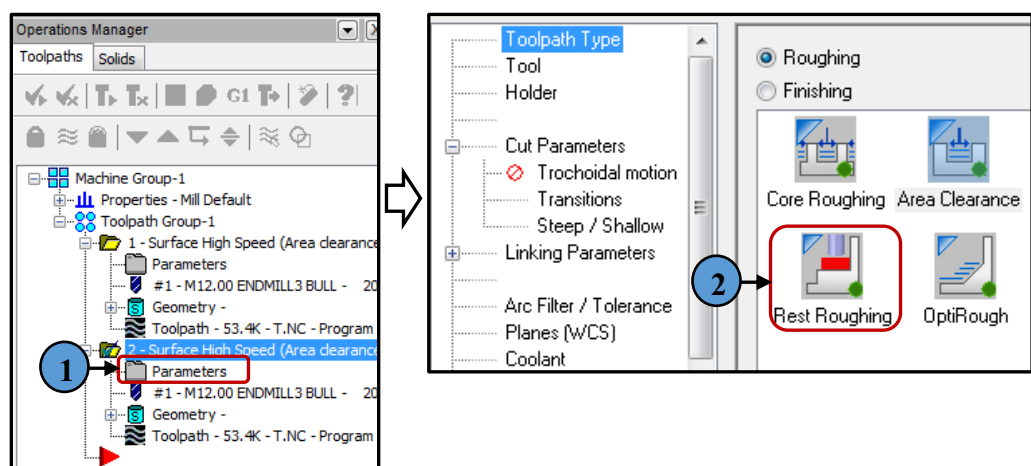 Operations Manager
Toolpaths Solids
G1
Machine Group-1
Properties - Mill Default
Toolpath Group-1
1 - Surface High Speed (Area clearance
Parameters
#1 - M12.00 ENDMILL3 BULL - 20
Geometry -
Toolpath - 53.4K - T.NC - Program
2 - Surface High Speed (Area clearance
1
Parameters
#1 - M12.00 ENDMILL3 BULL - 20
Geometry -
Toolpath - 53.4K - T.NC - Program
Toolpath Type
Tool
Holder
Cut Parameters
Trochoidal motion
Transitions
Steep / Shallow
Linking Parameters
Arc Filter / Tolerance
Planes (WCS)
Coolant
Roughing
Finishing
Core Roughing Area Clearance
2
Rest Roughing OptiRough